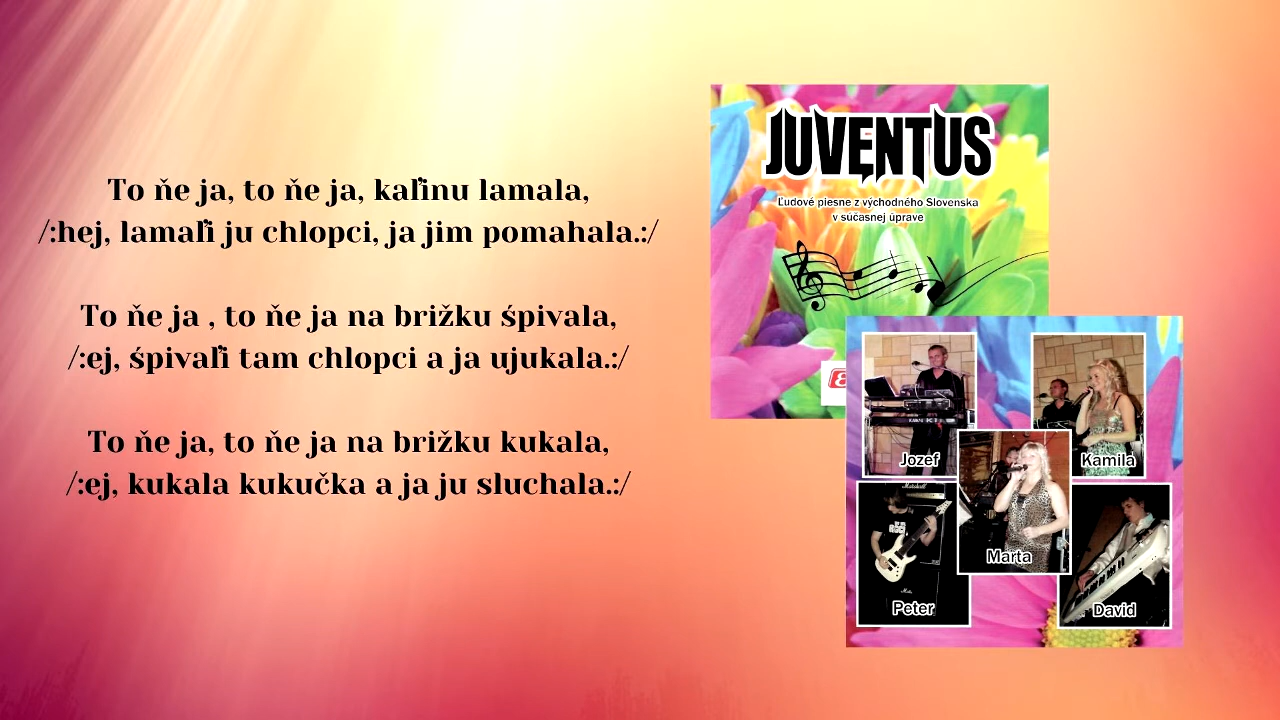 To ňe ja, to ňe ja, kaľinu lamala,
/:hej, lamaľi ju chlopci, ja jim pomahala.:/
To ňe ja , to ňe ja na brižku śpivala,
/:ej, śpivaľi tam chlopci a ja ujukala.:/
To ňe ja, to ňe ja na brižku kukala,
/:ej, kukala kukučka a ja ju sluchala.:/
JUVENTUS
Ľudové piesne z východného Slovenska
v súčasnej úprave
Jozef
Kamila
Marta
Peter
David